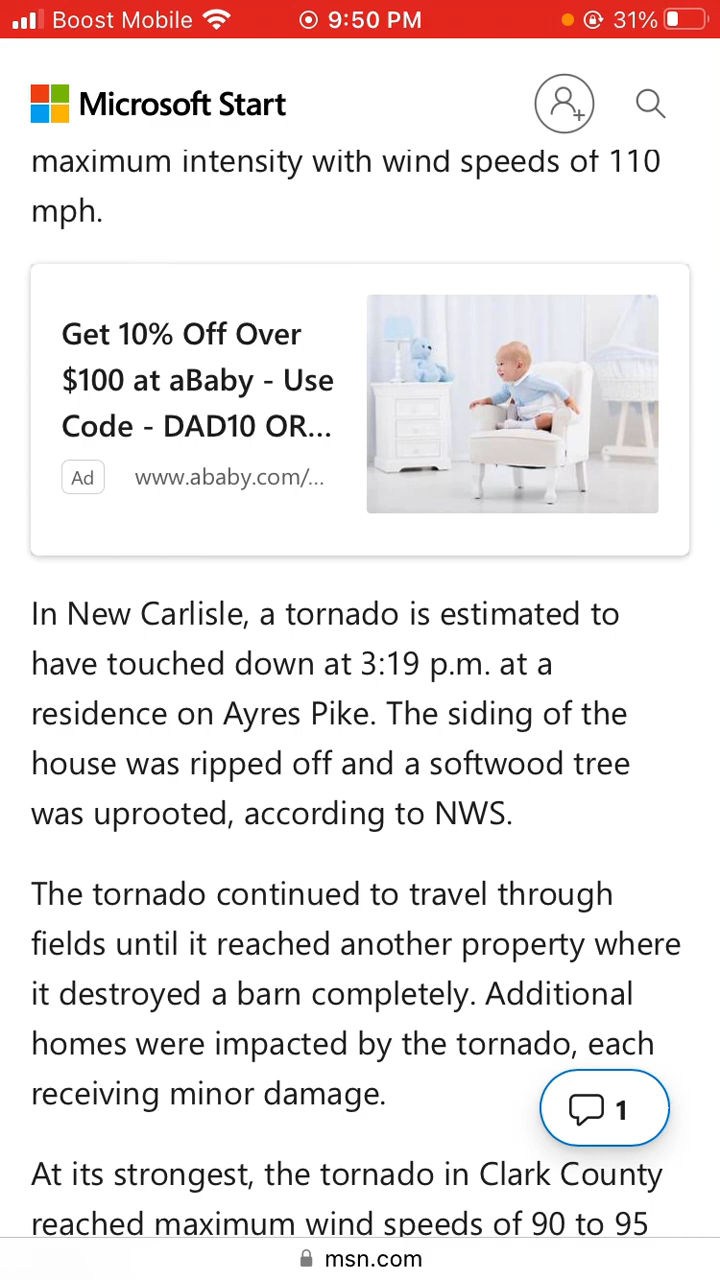 Boost Mobile 9:50 PM 31%
Microsoft Start
maximum intensity with wind speeds of 110
mph.
Get 10% Off Over
$100 at aBaby - Use
Code - DAD10 OR...
Ad www.ababy.com/...
In New Carlisle, a tornado is estimated to
have touched down at 3:19 p.m. at a
residence on Ayres Pike. The siding of the
house was ripped off and a softwood tree
was uprooted, according to NWS.
The tornado continued to travel through
fields until it reached another property where
it destroyed a barn completely. Additional
homes were impacted by the tornado, each
receiving minor damage.
1
At its strongest, the tornado in Clark County
reached maximum wind speeds of 90 to 95
msn.com